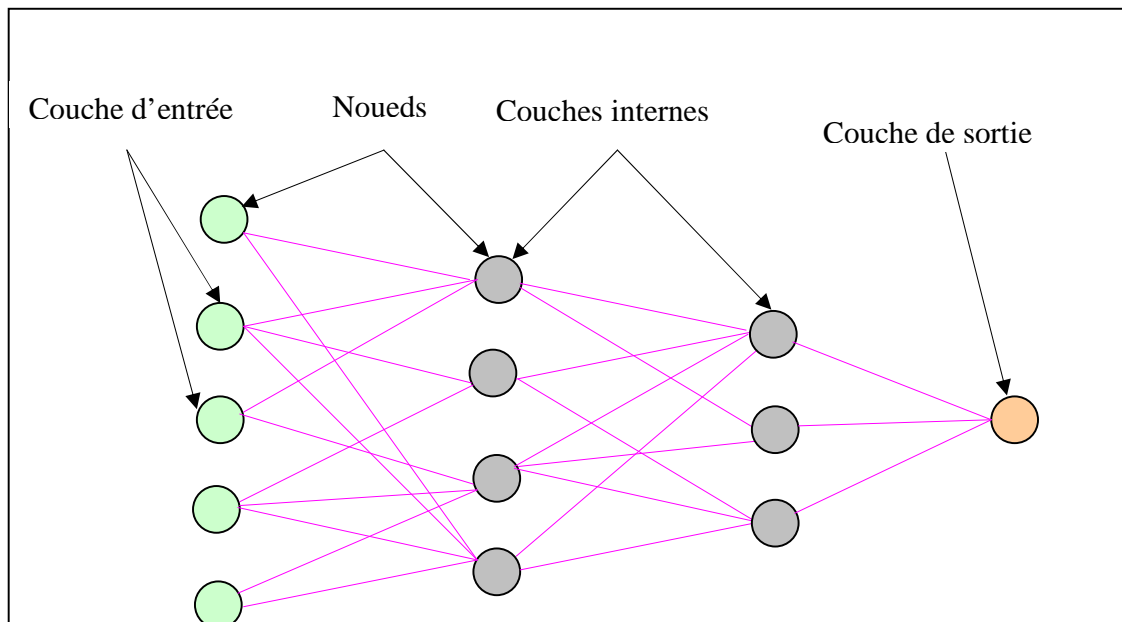 Couche d’entrée
Noueds
Couches internes
Couche de sortie